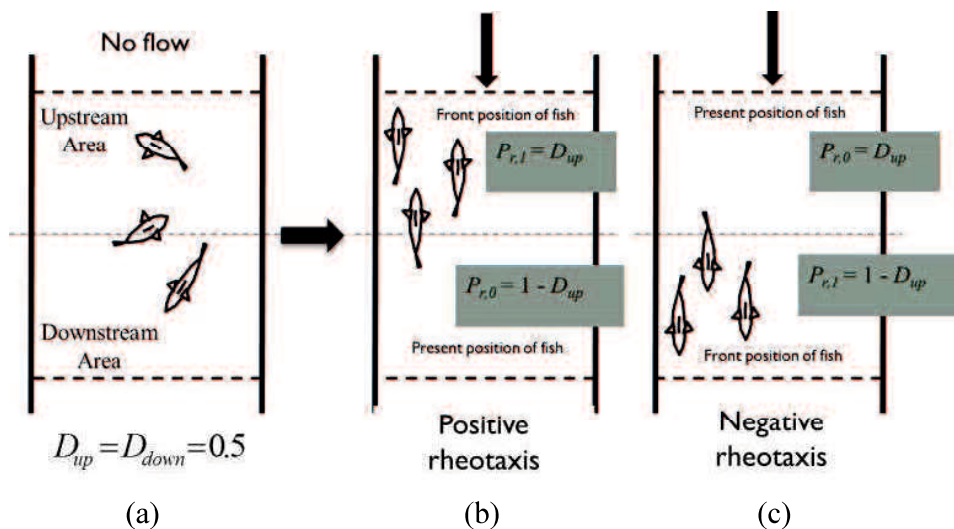 No flow
Upstream
Area
Downstream
Area
D_up = D_down = 0.5
(a)
Front position of fish
P_r,1 = D_up
P_r,0 = 1 - D_up
Present position of fish
Positive
rheotaxis
(b)
Present position of fish
P_r,0 = D_up
P_r,1 = 1 - D_up
Front position of fish
Negative
rheotaxis
(c)